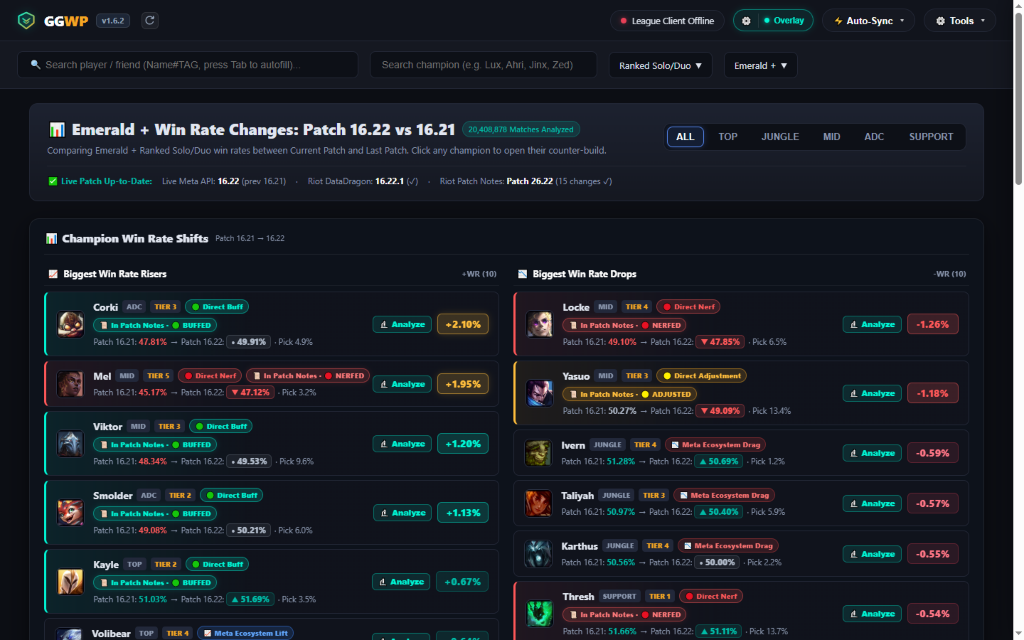 GGWP v1.6.2
League Client Offline
Overlay
Auto-Sync
Tools
Search player / friend (Name#TAG, press Tab to autofill)...
Search champion (e.g. Lux, Ahri, Jinx, Zed)
Ranked Solo/Duo ▼
Emerald + ▼
Emerald + Win Rate Changes: Patch 16.22 vs 16.21 20,408,878 Matches Analyzed
ALL TOP JUNGLE MID ADC SUPPORT
Comparing Emerald + Ranked Solo/Duo win rates between Current Patch and Last Patch. Click any champion to open their counter-build.
Live Patch Up-to-Date: Live Meta API: 16.22 (prev 16.21) · Riot DataDragon: 16.22.1 (✓) · Riot Patch Notes: Patch 26.22 (15 changes ✓)
Champion Win Rate Shifts Patch 16.21 → 16.22
Biggest Win Rate Risers +WR (10)
Corki ADC TIER 3 Direct Buff
In Patch Notes · BUFFED
Patch 16.21: 47.81% → Patch 16.22: • 49.91% · Pick 4.9%
Analyze +2.10%
Mel MID TIER 5 Direct Nerf In Patch Notes · NERFED
Patch 16.21: 45.17% → Patch 16.22: ▼ 47.12% · Pick 3.2%
Analyze +1.95%
Viktor MID TIER 3 Direct Buff
In Patch Notes · BUFFED
Patch 16.21: 48.34% → Patch 16.22: • 49.53% · Pick 9.6%
Analyze +1.20%
Smolder ADC TIER 2 Direct Buff
In Patch Notes · BUFFED
Patch 16.21: 49.08% → Patch 16.22: • 50.21% · Pick 6.0%
Analyze +1.13%
Kayle TOP TIER 2 Direct Buff
In Patch Notes · BUFFED
Patch 16.21: 51.03% → Patch 16.22: ▲ 51.69% · Pick 3.5%
Analyze +0.67%
Volibear TOP TIER 4 Meta Ecosystem Lift
Biggest Win Rate Drops -WR (10)
Locke MID TIER 4 Direct Nerf
In Patch Notes · NERFED
Patch 16.21: 49.10% → Patch 16.22: ▼ 47.85% · Pick 6.5%
Analyze -1.26%
Yasuo MID TIER 3 Direct Adjustment
In Patch Notes · ADJUSTED
Patch 16.21: 50.27% → Patch 16.22: ▼ 49.09% · Pick 13.4%
Analyze -1.18%
Ivern JUNGLE TIER 4 Meta Ecosystem Drag
Patch 16.21: 51.28% → Patch 16.22: ▲ 50.69% · Pick 1.2%
Analyze -0.59%
Taliyah JUNGLE TIER 3 Meta Ecosystem Drag
Patch 16.21: 50.97% → Patch 16.22: ▲ 50.40% · Pick 5.9%
Analyze -0.57%
Karthus JUNGLE TIER 4 Meta Ecosystem Drag
Patch 16.21: 50.56% → Patch 16.22: • 50.00% · Pick 2.2%
Analyze -0.55%
Thresh SUPPORT TIER 1 Direct Nerf
In Patch Notes · NERFED
Patch 16.21: 51.66% → Patch 16.22: ▲ 51.11% · Pick 13.7%
Analyze -0.54%